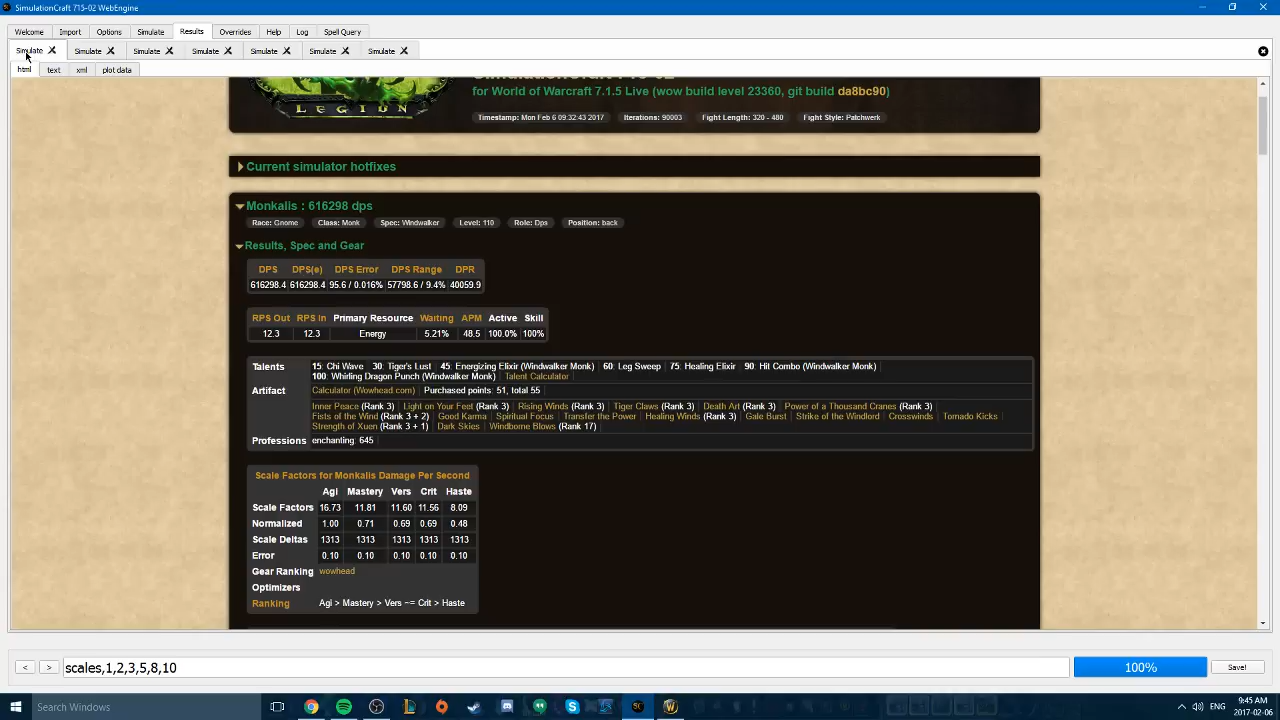 SimulationCraft 715-02 WebEngine
Welcome Import Options Simulate Results Overrides Help Log Spell Query
Simulate Simulate Simulate Simulate Simulate Simulate Simulate
html text xml plot data
LEGION
SimulationCraft 715-02
for World of Warcraft 7.1.5 Live (wow build level 23360, git build da8bc90)
Timestamp: Mon Feb 6 09:32:43 2017 Iterations: 90003 Fight Length: 320 - 480 Fight Style: Patchwerk
Current simulator hotfixes
Monkalis : 616298 dps
Race: Gnome Class: Monk Spec: Windwalker Level: 110 Role: Dps Position: back
Results, Spec and Gear
DPS DPS(e) DPS Error DPS Range DPR
616298.4 616298.4 95.6 / 0.016% 57798.6 / 9.4% 40059.9
RPS Out RPS In Primary Resource Waiting APM Active Skill
12.3 12.3 Energy 5.21% 48.5 100.0% 100%
Talents 15: Chi Wave 30: Tiger's Lust 45: Energizing Elixir (Windwalker Monk) 60: Leg Sweep 75: Healing Elixir 90: Hit Combo (Windwalker Monk)
100: Whirling Dragon Punch (Windwalker Monk) Talent Calculator
Artifact Calculator (Wowhead.com) Purchased points: 51, total 55
Inner Peace (Rank 3) Light on Your Feet (Rank 3) Rising Winds (Rank 3) Tiger Claws (Rank 3) Death Art (Rank 3) Power of a Thousand Cranes (Rank 3)
Fists of the Wind (Rank 3 + 2) Good Karma Spiritual Focus Transfer the Power Healing Winds (Rank 3) Gale Burst Strike of the Windlord Crosswinds Tornado Kicks
Strength of Xuen (Rank 3 + 1) Dark Skies Windborne Blows (Rank 17)
Professions enchanting: 645
Scale Factors for Monkalis Damage Per Second
Agi Mastery Vers Crit Haste
Scale Factors 16.73 11.81 11.60 11.56 8.09
Normalized 1.00 0.71 0.69 0.69 0.48
Scale Deltas 1313 1313 1313 1313 1313
Error 0.10 0.10 0.10 0.10 0.10
Gear Ranking wowhead
Optimizers
Ranking Agi > Mastery > Vers ~= Crit > Haste
< > scales,1,2,3,5,8,10 100% Save!
Search Windows ENG 9:45 AM
2017-02-06